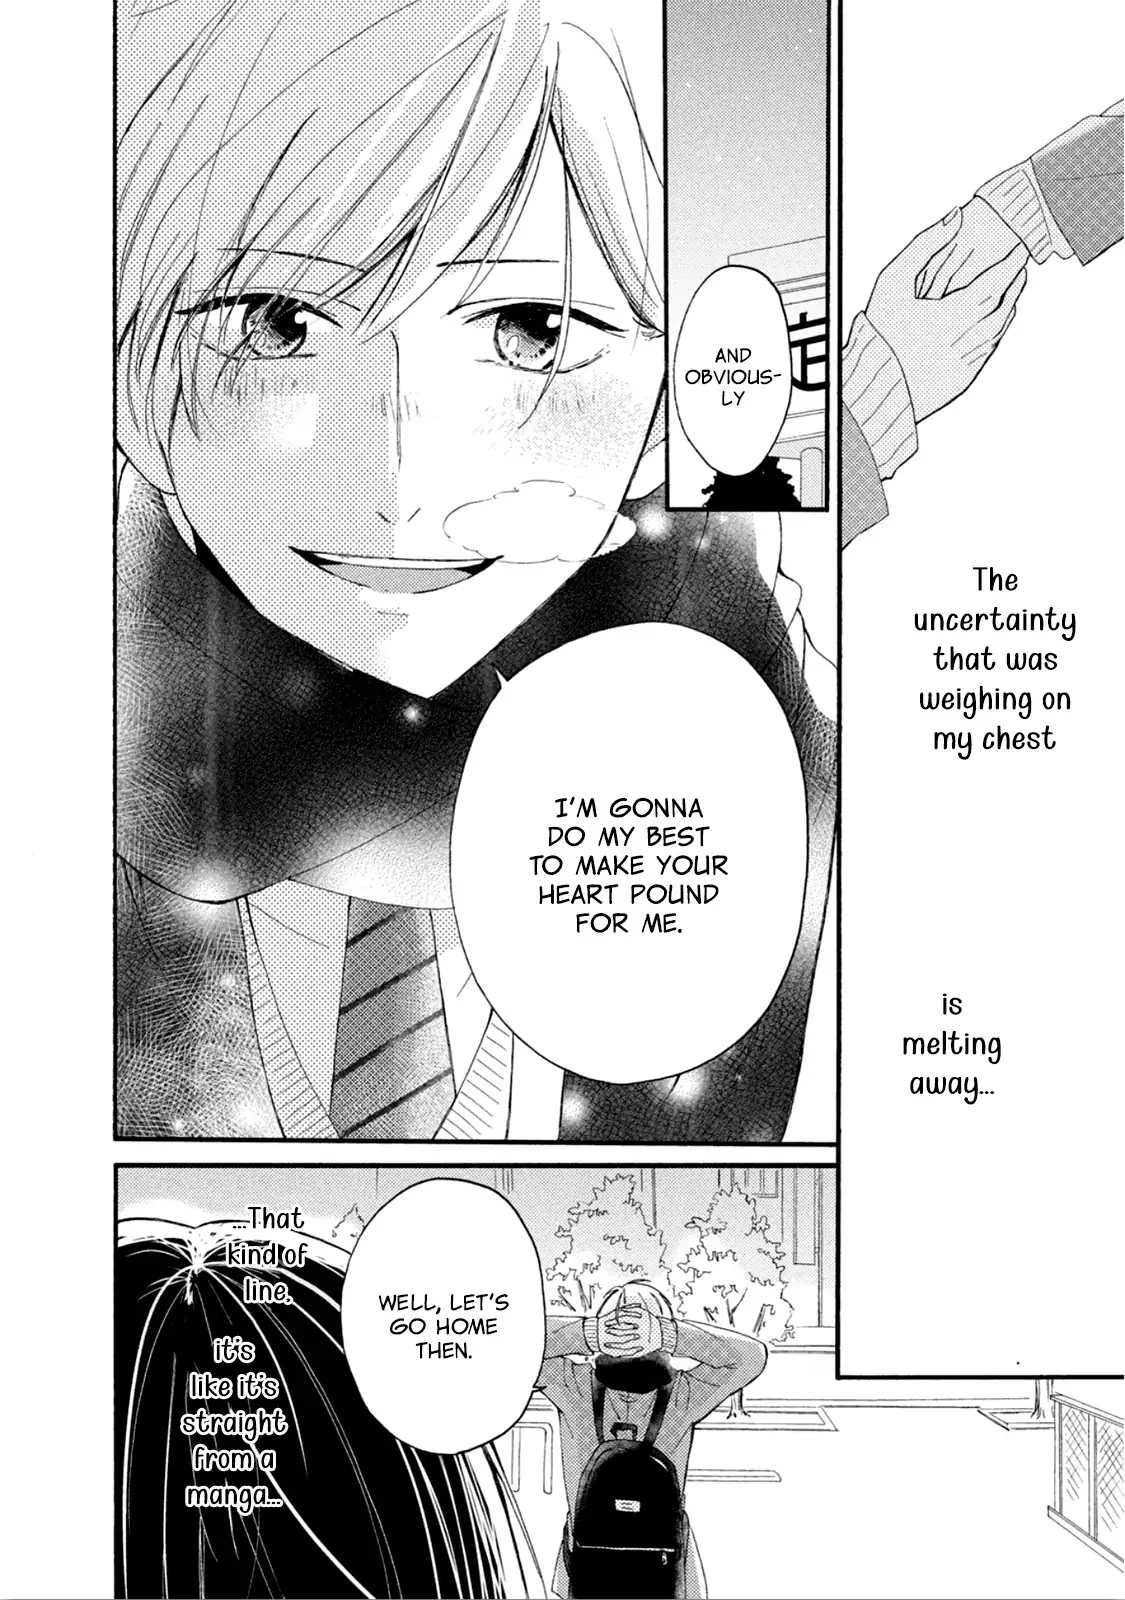 The
uncertainty
that was
weighing on
my chest
is
melting
away...
AND
OBVIOUS-
LY
I'M GONNA
DO MY BEST
TO MAKE YOUR
HEART POUND
FOR ME.
WELL, LET'S
GO HOME
THEN.
...That
kind of
line,
it's
like it's
straight
from a
manga...